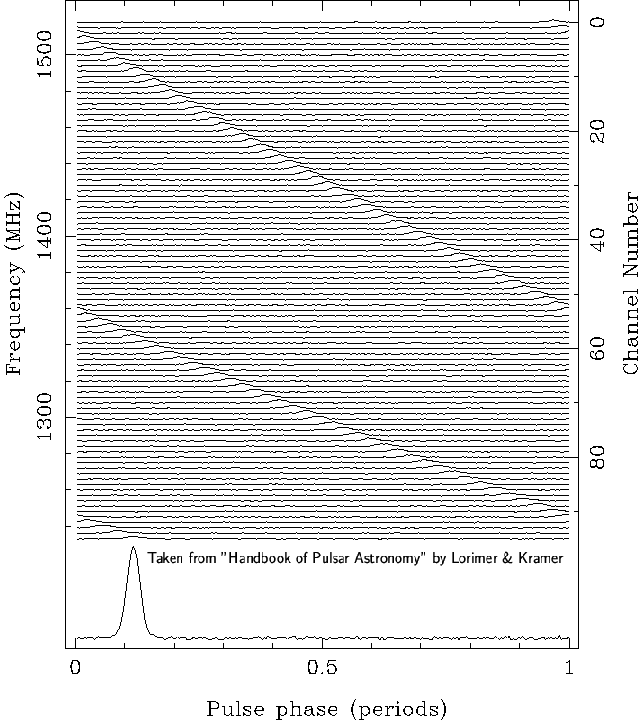 1500
1400
1300
Frequency (MHz)
0
20
40
60
80
Channel Number
Taken from "Handbook of Pulsar Astronomy" by Lorimer & Kramer
0
0.5
1
Pulse phase (periods)